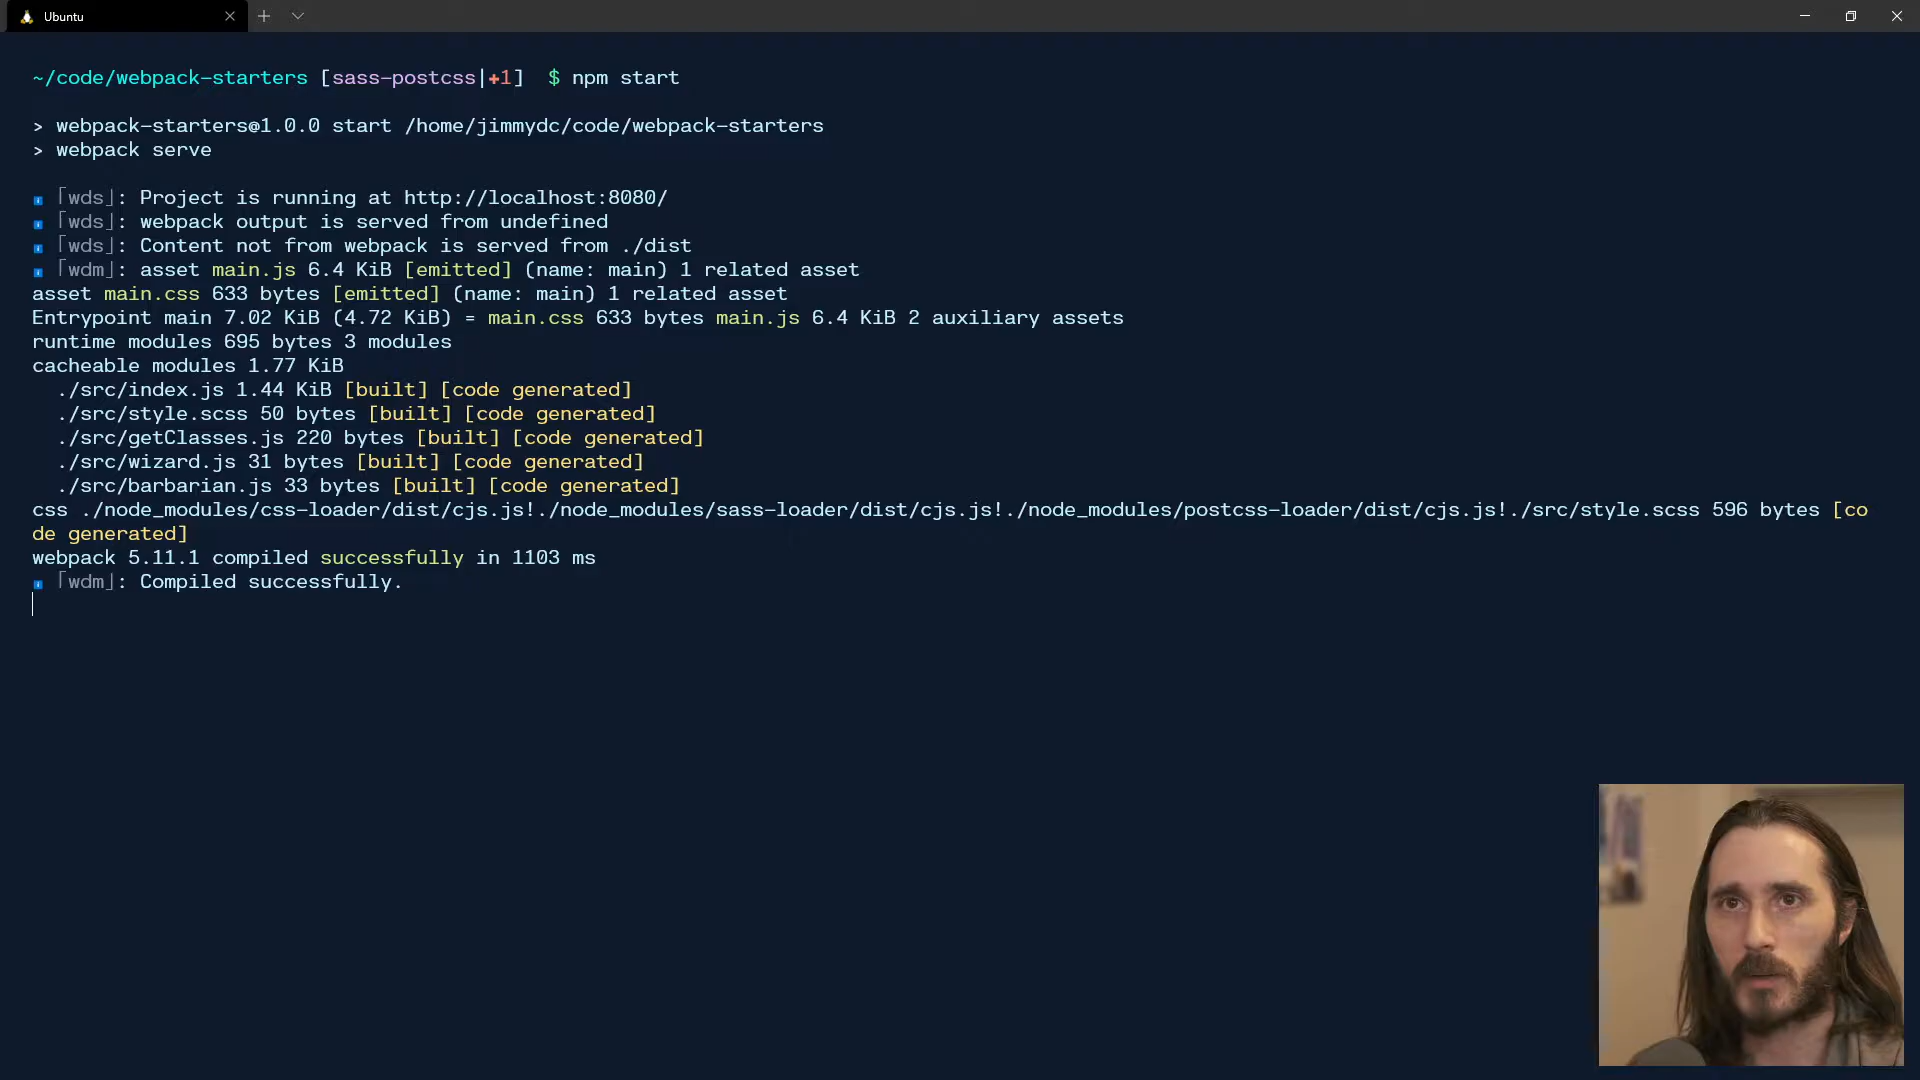 Ubuntu
~/code/webpack-starters [sass-postcss|✚1]  $ npm start
> webpack-starters@1.0.0 start /home/jimmydc/code/webpack-starters
> webpack serve
ℹ ｢wds｣: Project is running at http://localhost:8080/
ℹ ｢wds｣: webpack output is served from undefined
ℹ ｢wds｣: Content not from webpack is served from ./dist
ℹ ｢wdm｣: asset main.js 6.4 KiB [emitted] (name: main) 1 related asset
asset main.css 633 bytes [emitted] (name: main) 1 related asset
Entrypoint main 7.02 KiB (4.72 KiB) = main.css 633 bytes main.js 6.4 KiB 2 auxiliary assets
runtime modules 695 bytes 3 modules
cacheable modules 1.77 KiB
  ./src/index.js 1.44 KiB [built] [code generated]
  ./src/style.scss 50 bytes [built] [code generated]
  ./src/getClasses.js 220 bytes [built] [code generated]
  ./src/wizard.js 31 bytes [built] [code generated]
  ./src/barbarian.js 33 bytes [built] [code generated]
css ./node_modules/css-loader/dist/cjs.js!./node_modules/sass-loader/dist/cjs.js!./node_modules/postcss-loader/dist/cjs.js!./src/style.scss 596 bytes [co
de generated]
webpack 5.11.1 compiled successfully in 1103 ms
ℹ ｢wdm｣: Compiled successfully.